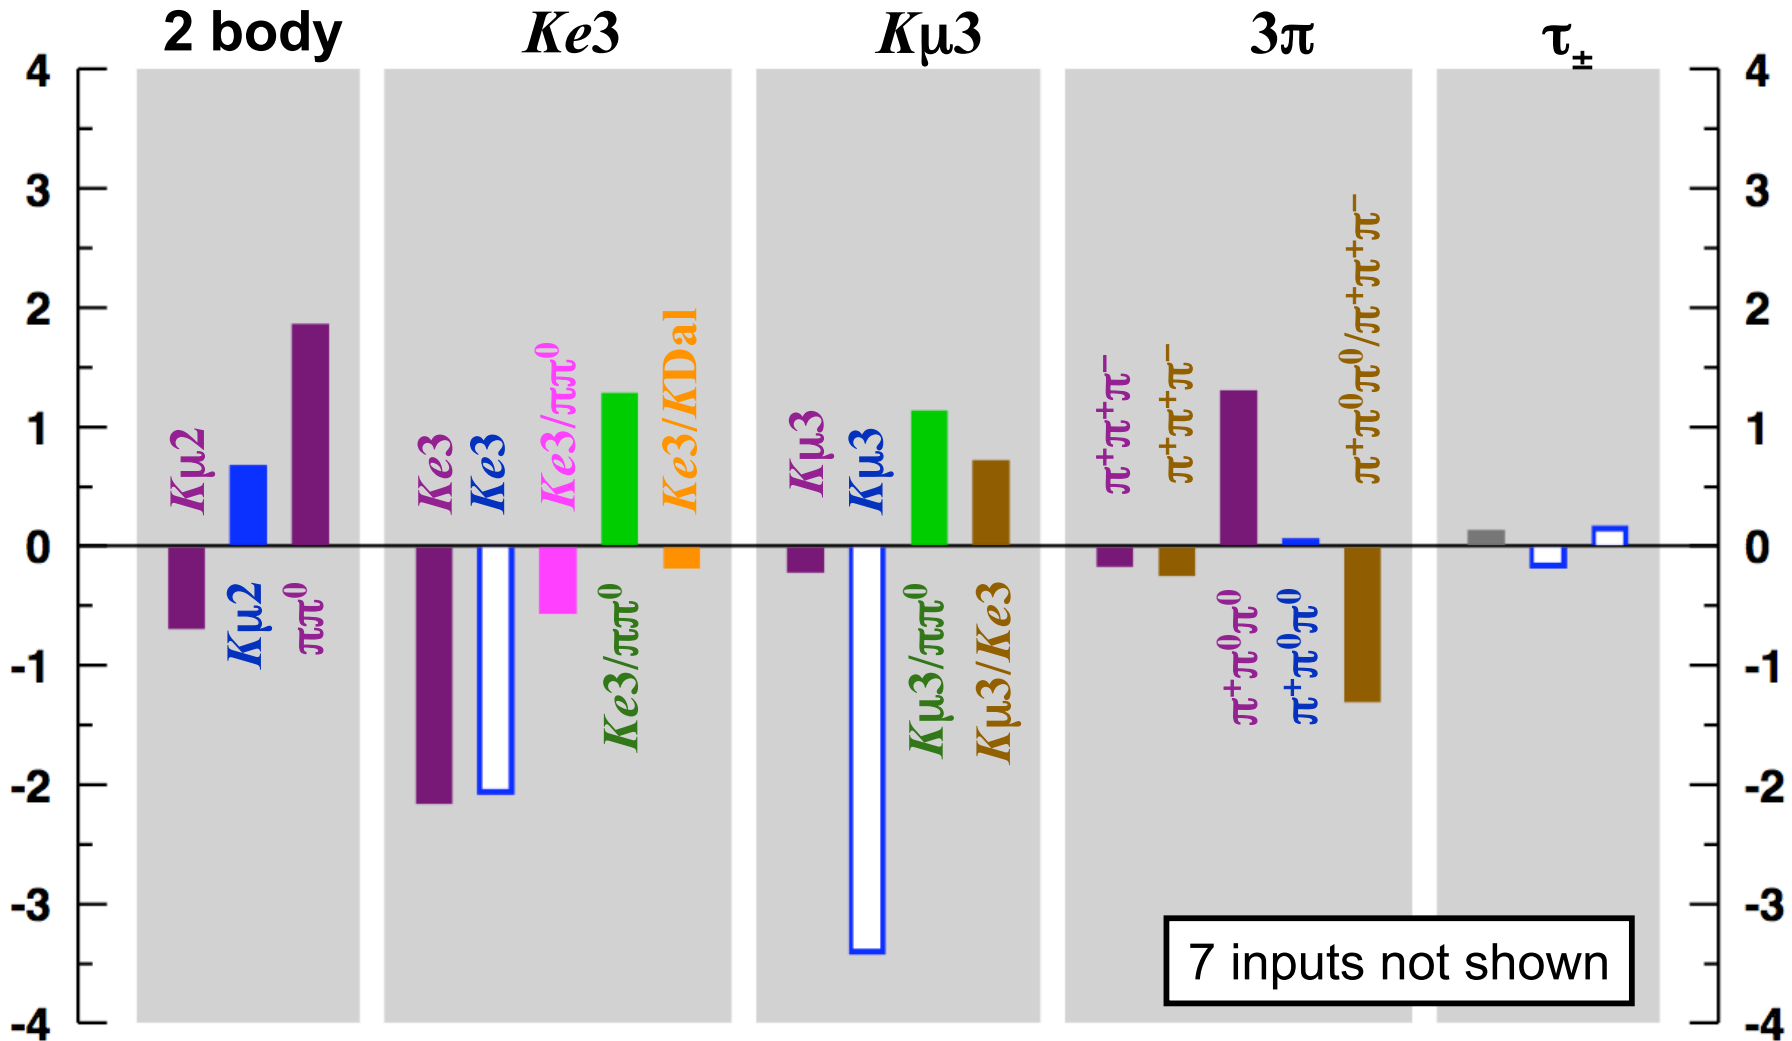 2 body
Ke3
Kμ3
3π
τ±
4
3
2
1
0
-1
-2
-3
-4
Kμ2
Kμ2
ππ⁰
Ke3
Ke3
Ke3/ππ⁰
Ke3/ππ⁰
Ke3/KDal
Kμ3
Kμ3
Kμ3/ππ⁰
Kμ3/Ke3
π⁺π⁺π⁻
π⁺π⁺π⁻
π⁺π⁰π⁰
π⁺π⁰π⁰
π⁺π⁰π⁰/π⁺π⁺π⁻
7 inputs not shown
4
3
2
1
0
-1
-2
-3
-4